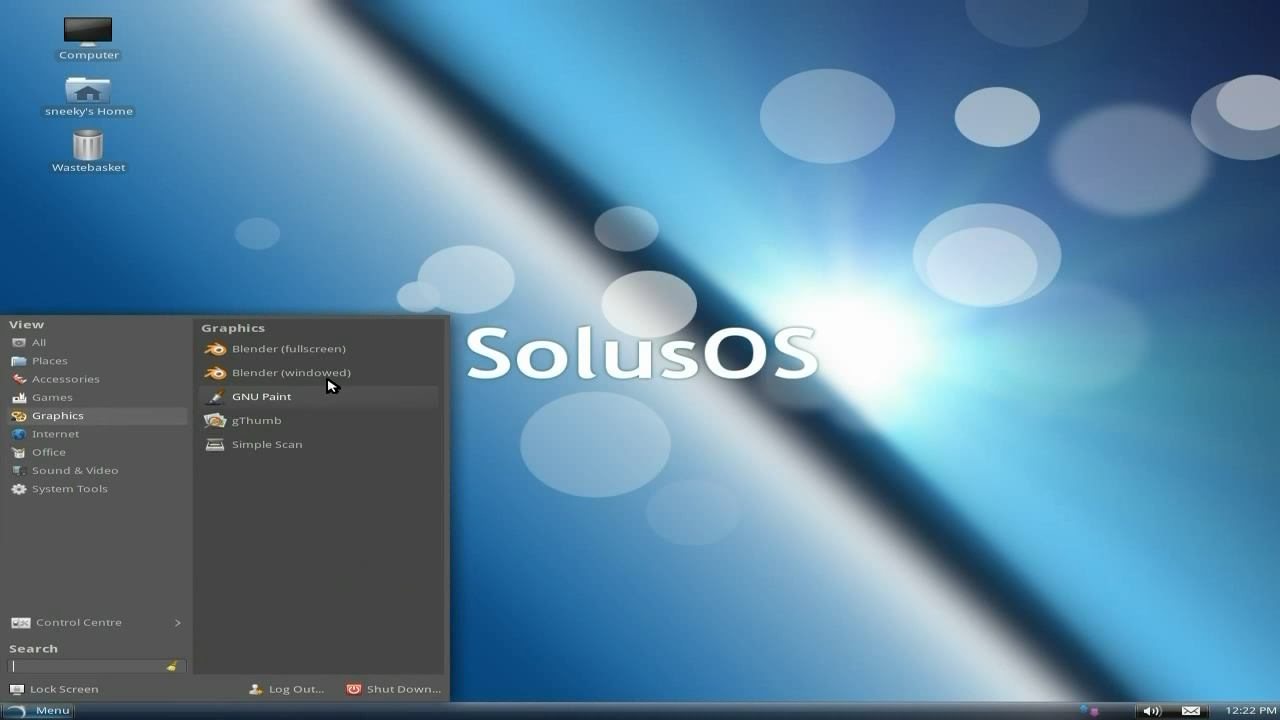 Computer
sneeky's Home
Wastebasket
SolusOS
View
All
Places
Accessories
Games
Graphics
Internet
Office
Sound & Video
System Tools
Control Centre
Search
Graphics
Blender (fullscreen)
Blender (windowed)
GNU Paint
gThumb
Simple Scan
Lock Screen
Log Out...
Shut Down...
Menu
12:22 PM